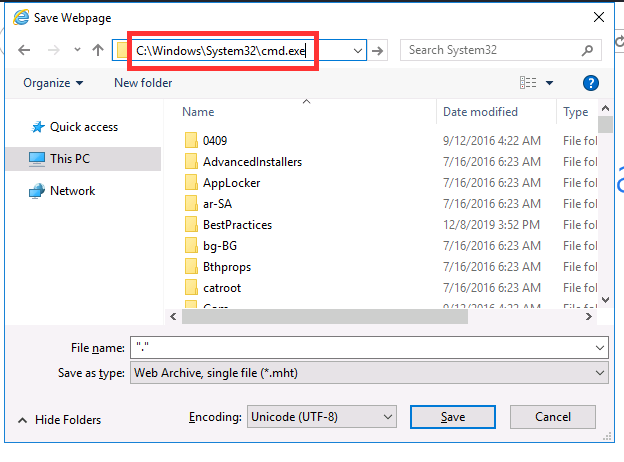 Save Webpage
C:\Windows\System32\cmd.exe
Search System32
Organize
New folder
?
Name Date modified Type
Quick access
This PC
Network
0409 9/12/2016 4:22 AM File fol
AdvancedInstallers 7/16/2016 6:23 AM File fol
AppLocker 7/16/2016 6:23 AM File fol
ar-SA 7/16/2016 6:23 AM File fol
BestPractices 12/8/2019 3:52 PM File fol
bg-BG 7/16/2016 6:23 AM File fol
Bthprops 7/16/2016 6:23 AM File fol
catroot 7/16/2016 6:23 AM File fol
File name: "."
Save as type: Web Archive, single file (*.mht)
Hide Folders
Encoding: Unicode (UTF-8)
Save
Cancel